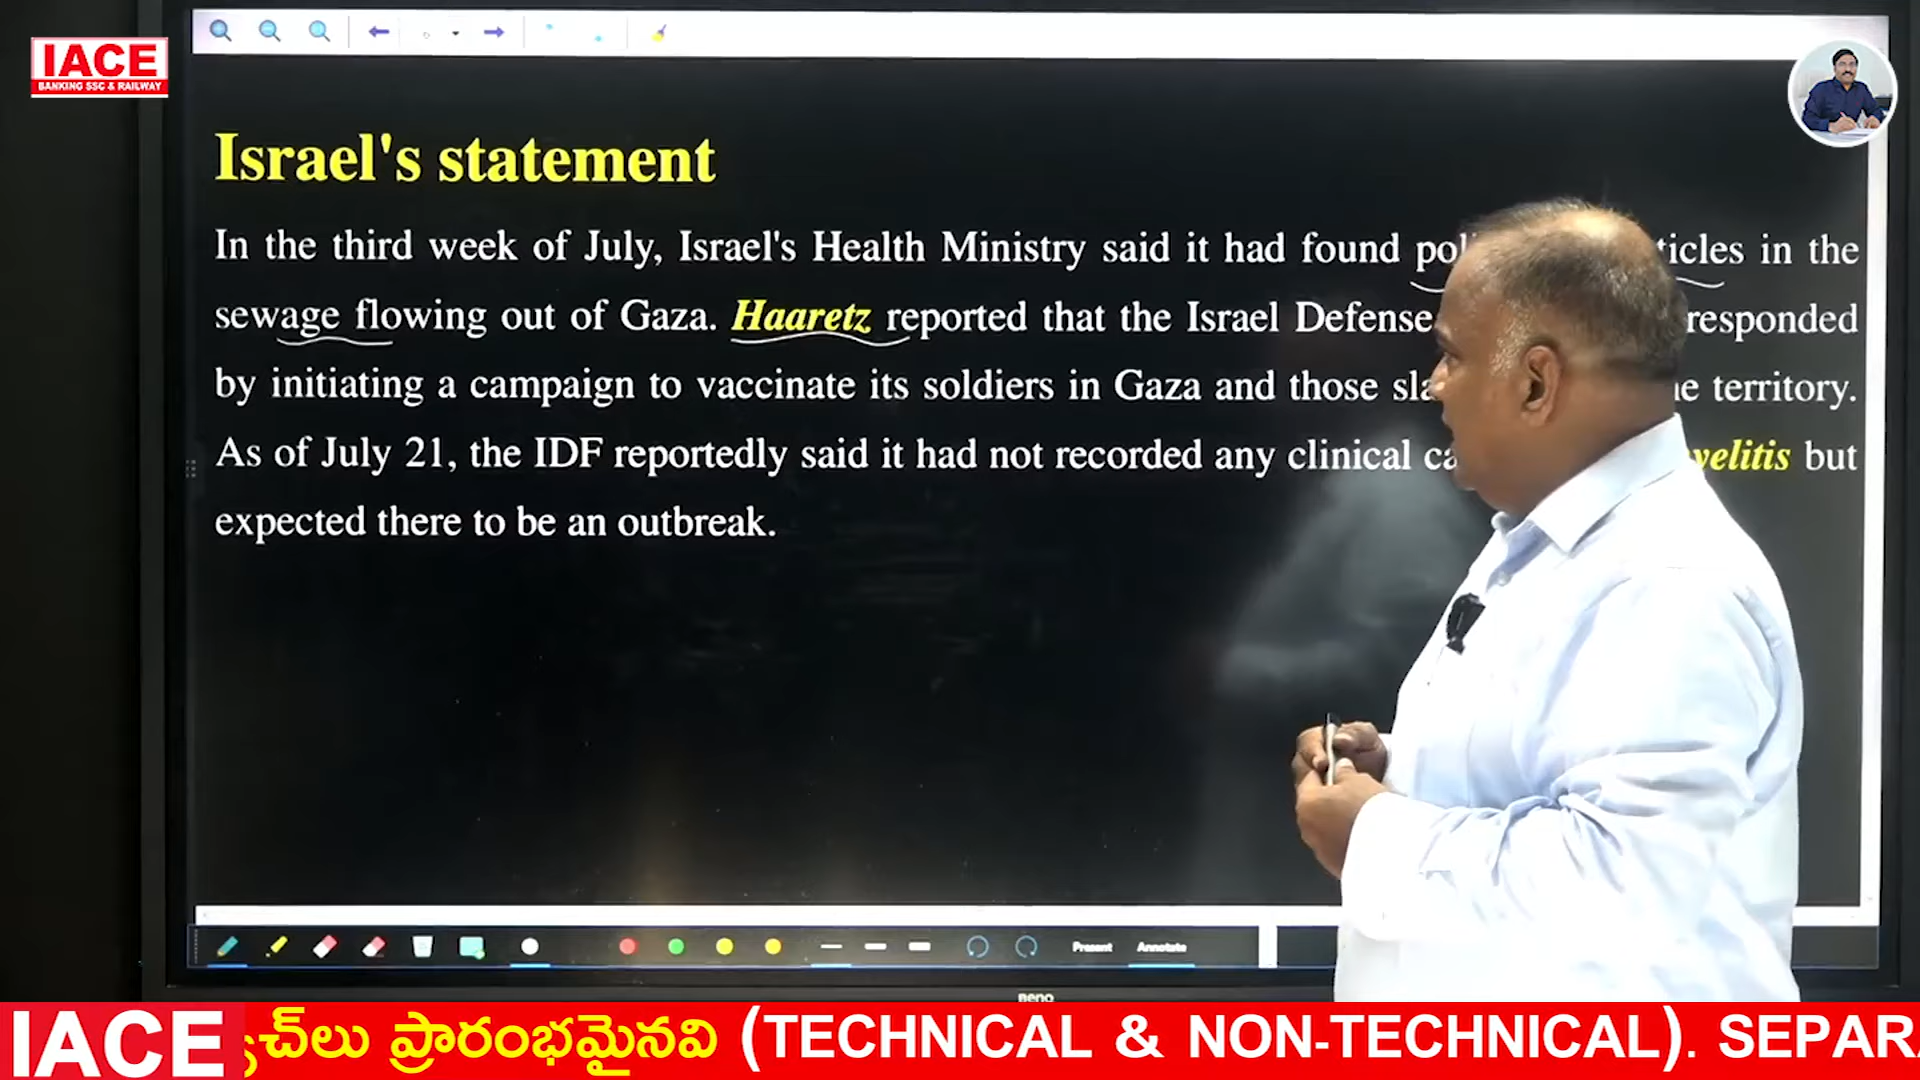 IACE
BANKING SSC & RAILWAY
Israel's statement
In the third week of July, Israel's Health Ministry said it had found in the
sewage flowing out of Gaza. Haaretz reported that the Israel Defense responded
by initiating a campaign to vaccinate its soldiers in Gaza and those territory.
As of July 21, the IDF reportedly said it had not recorded any clinical but
expected there to be an outbreak.
Present Annotate
BenQ
IACE ప్రారంభమైనవి (TECHNICAL & NON-TECHNICAL). SEPAR